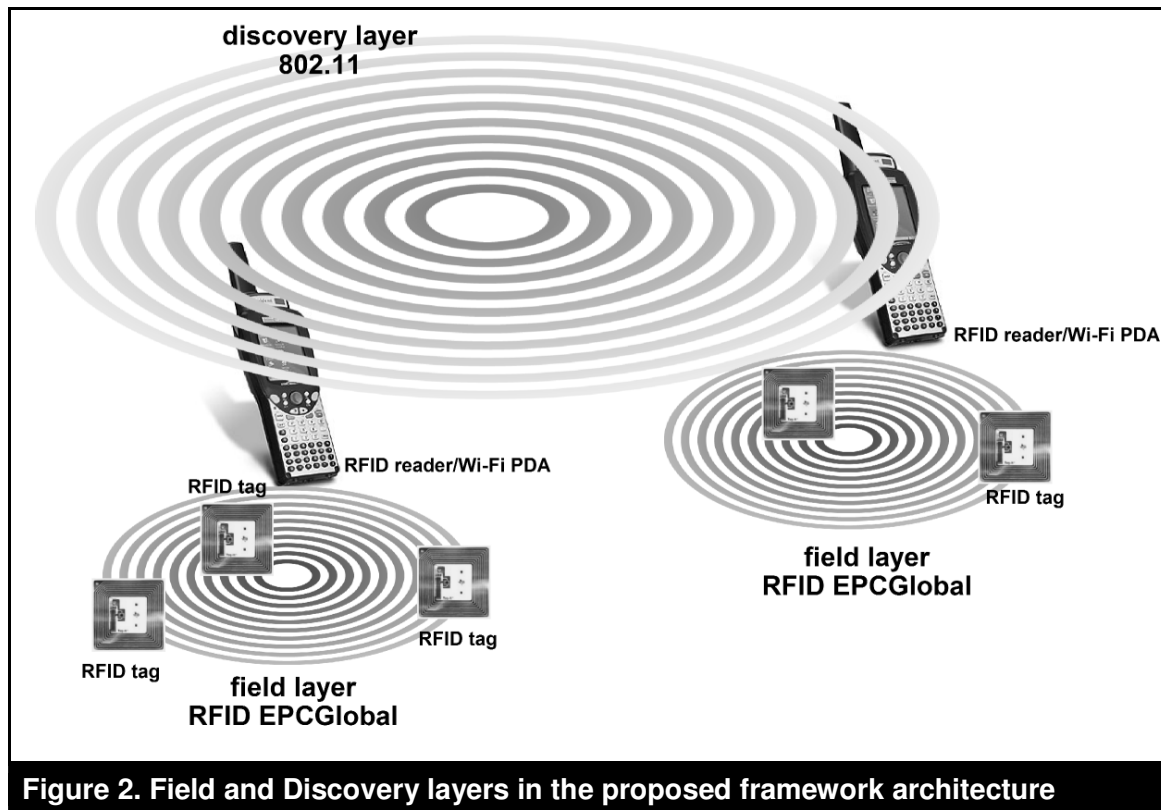 discovery layer
802.11
RFID reader/Wi-Fi PDA
RFID reader/Wi-Fi PDA
RFID tag
RFID tag
field layer
RFID EPCGlobal
RFID tag
RFID tag
field layer
RFID EPCGlobal
Figure 2. Field and Discovery layers in the proposed framework architecture